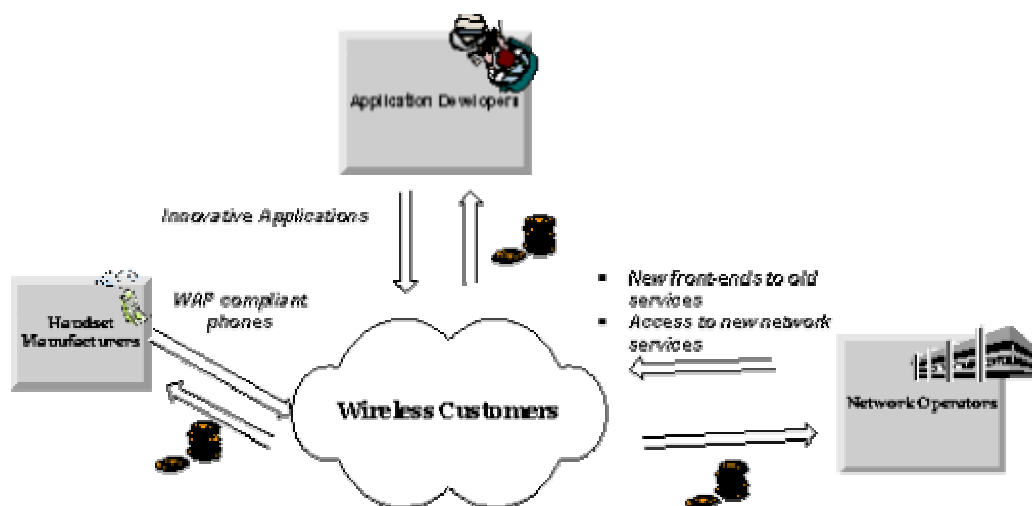 Application Developers
Innovative Applications
▪ New front-ends to old
services
▪ Access to new network
services
WAP compliant
phones
Handset
Manufacturers
Wireless Customers
Network Operators